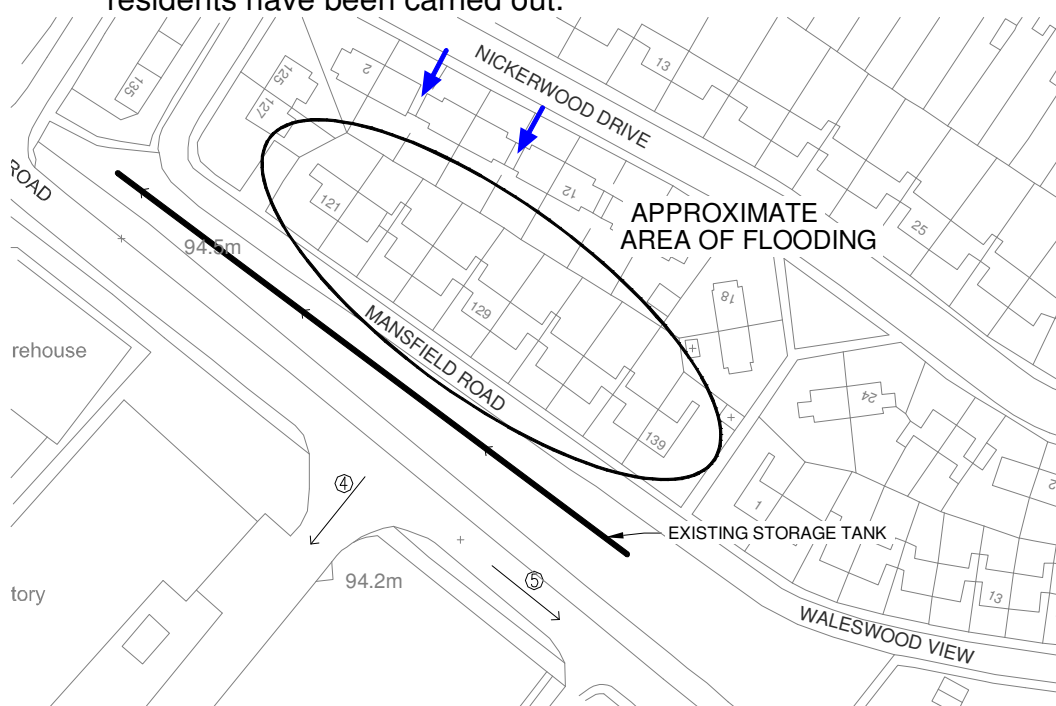 residents have been carried out.
NICKERWOOD DRIVE
13
2
125
127
135
ROAD
121
12
APPROXIMATE
AREA OF FLOODING
25
94.5m
18
129
MANSFIELD ROAD
rehouse
24
139
4
1
EXISTING STORAGE TANK
5
94.2m
tory
13
2
WALESWOOD VIEW